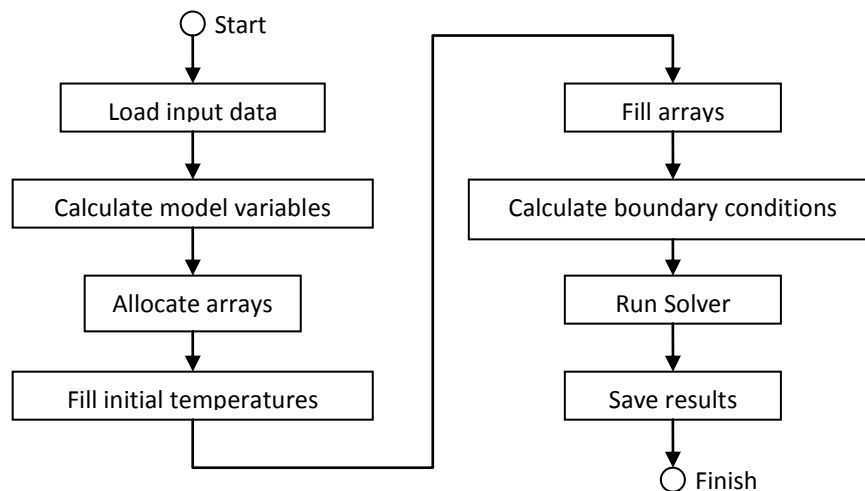 Start
Load input data
Calculate model variables
Allocate arrays
Fill initial temperatures
Fill arrays
Calculate boundary conditions
Run Solver
Save results
Finish